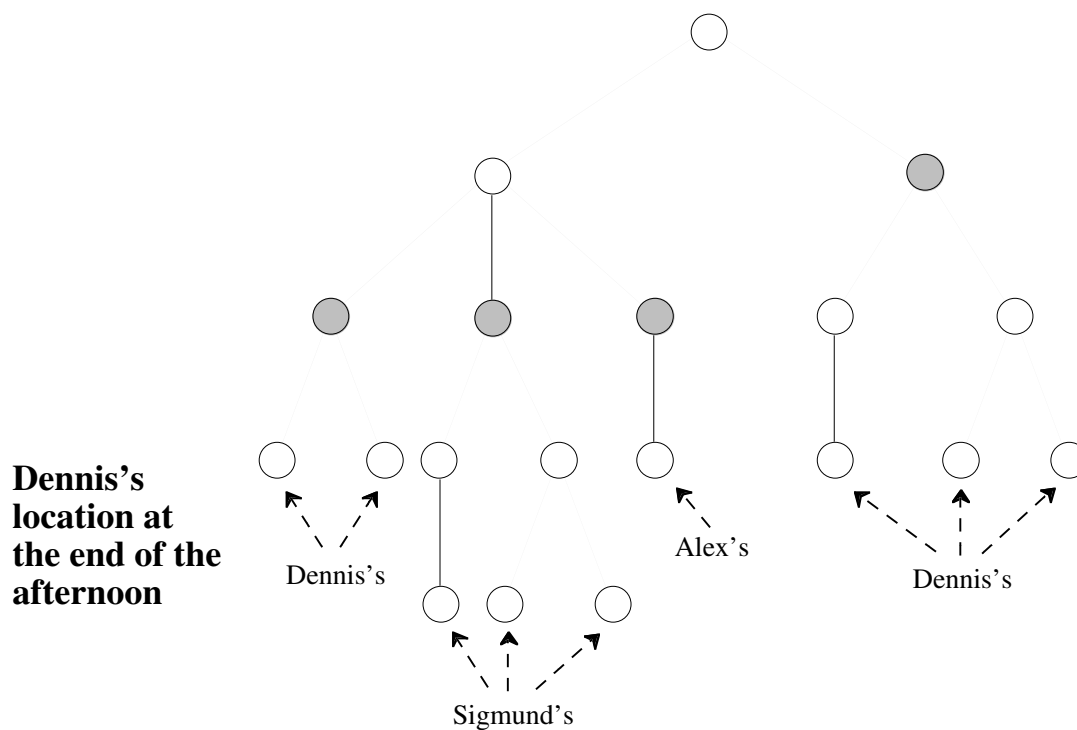 Dennis's
location at
the end of the
afternoon
Dennis's
Alex's
Dennis's
Sigmund's